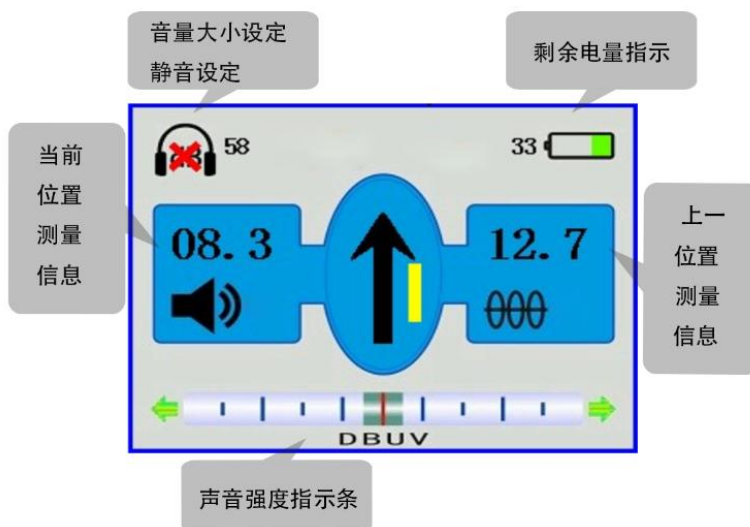 音量大小设定
静音设定
剩余电量指示
58
33
当前
位置
测量
信息
08.3
12.7
上一
位置
测量
信息
DBUV
声音强度指示条